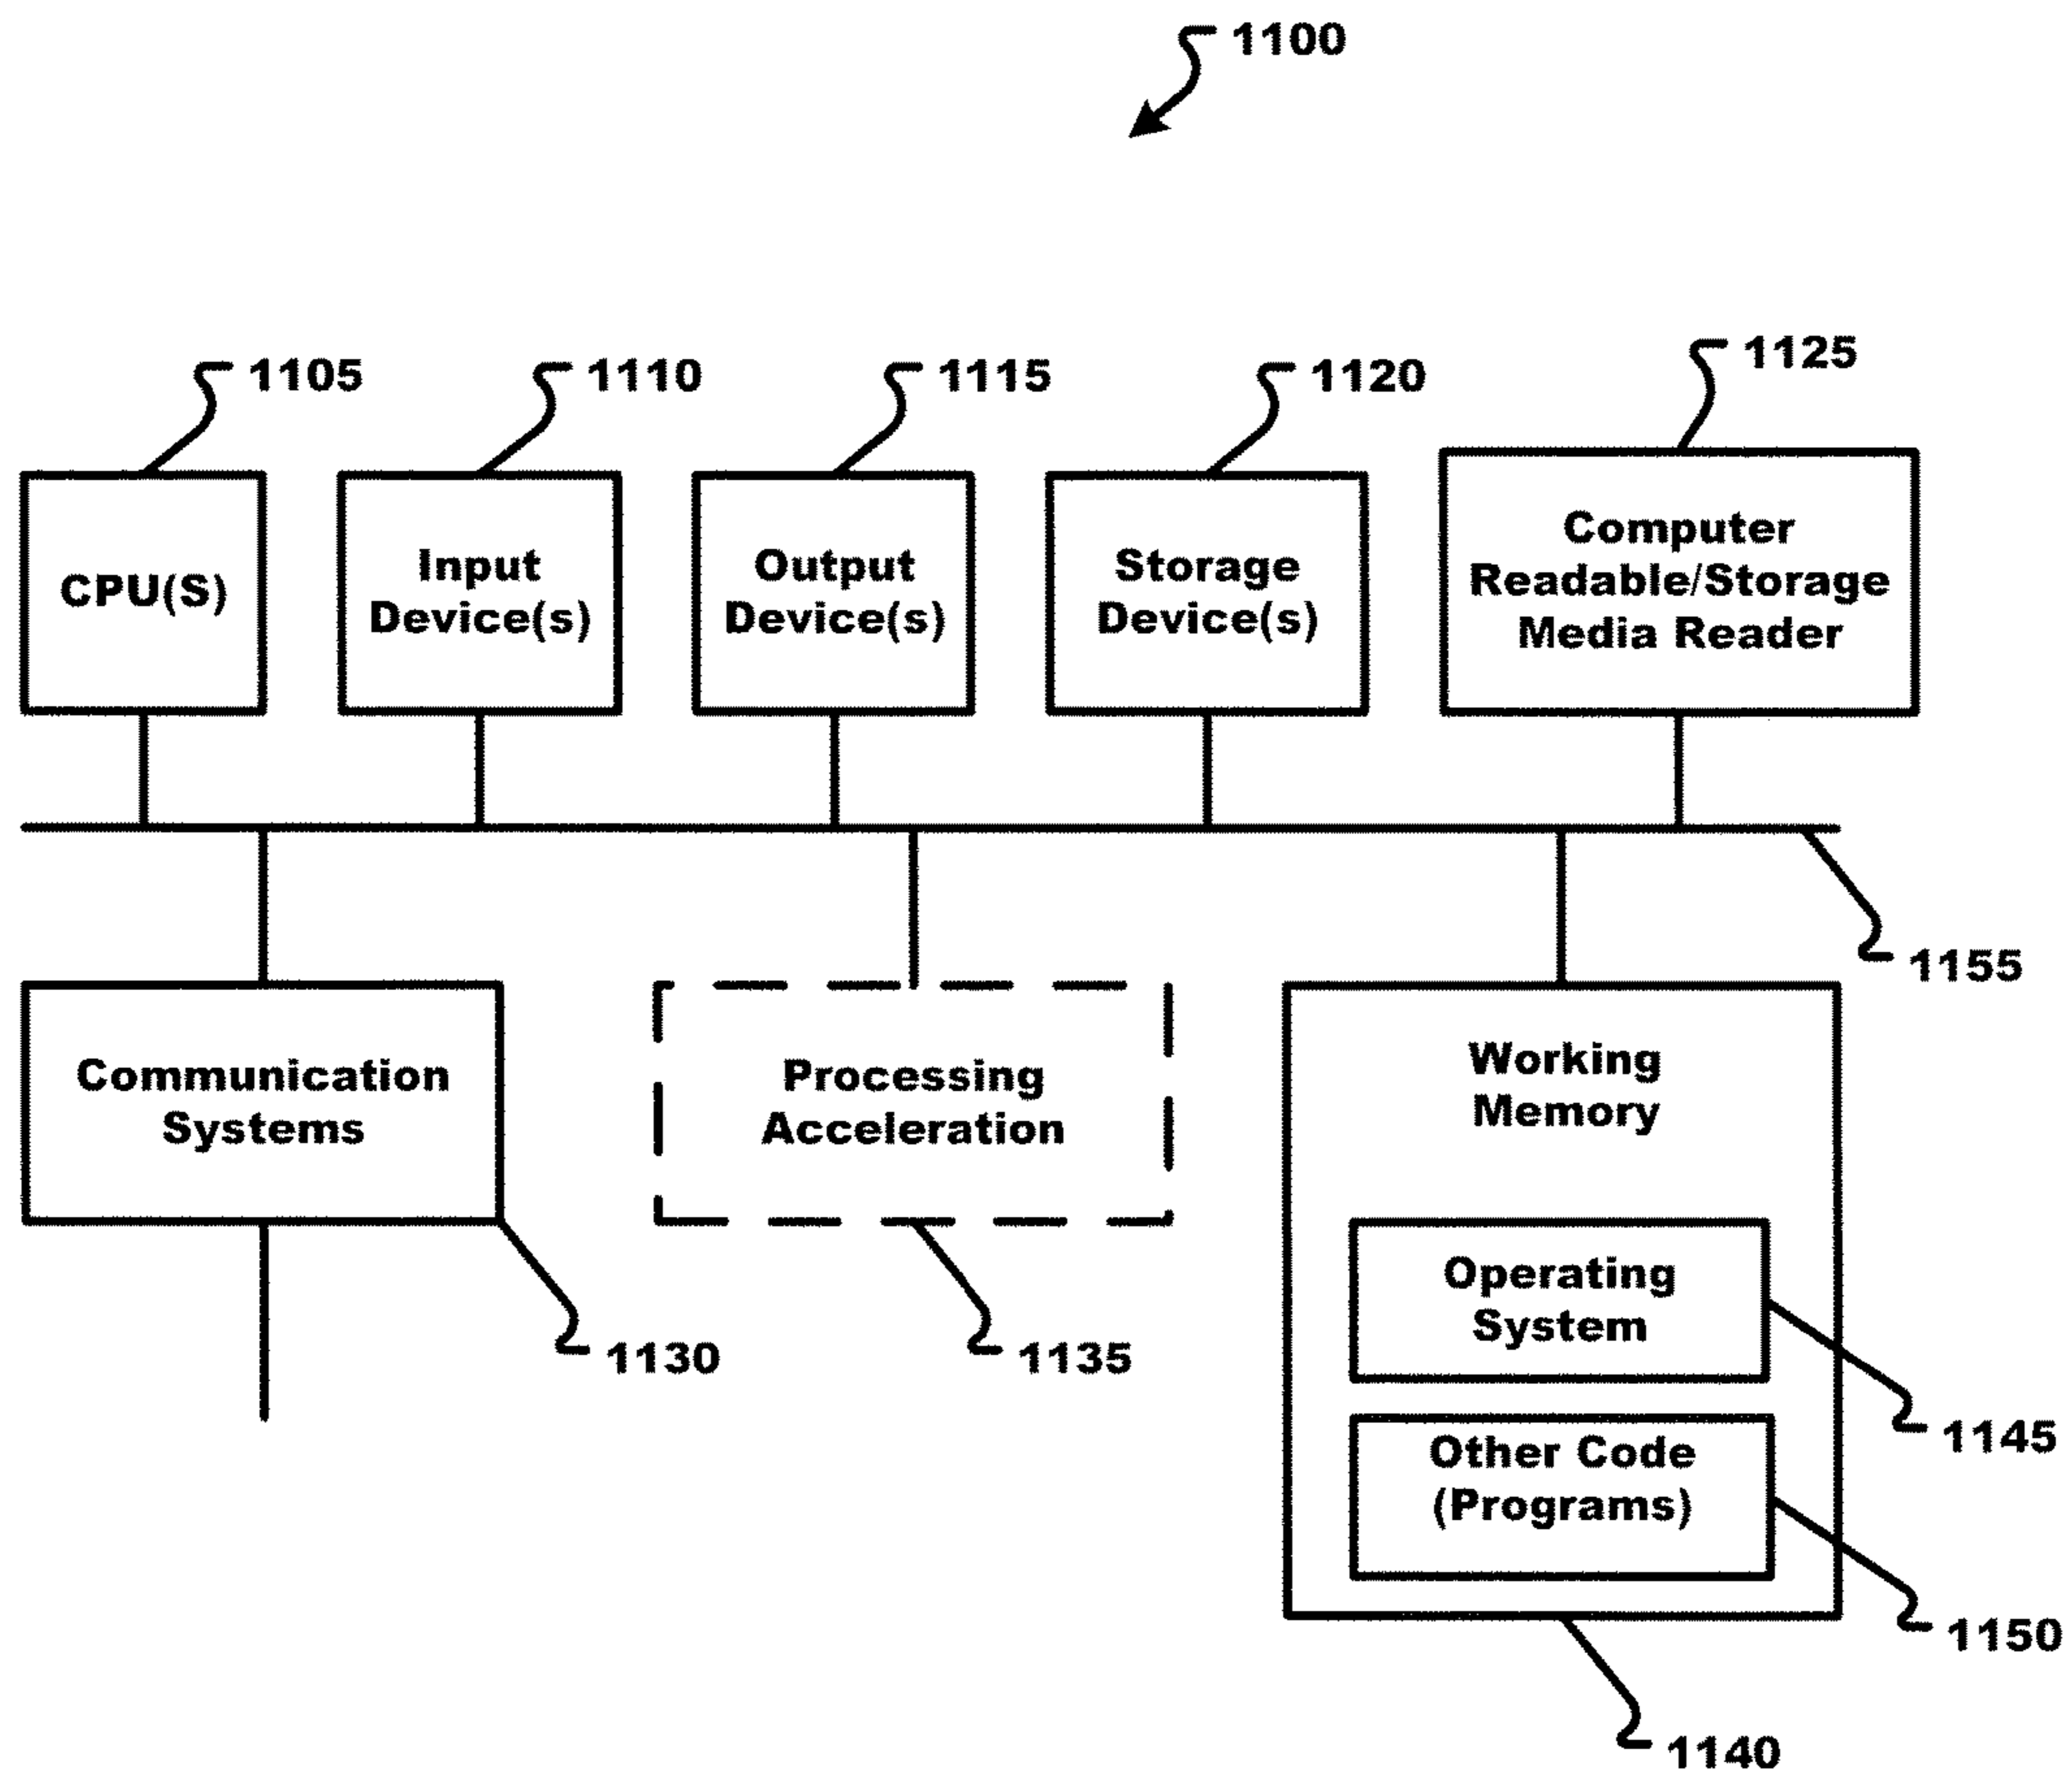 1100
1105
1110
1115
1120
1125
CPU(S)
Input
Device(s)
Output
Device(s)
Storage
Device(s)
Computer
Readable/Storage
Media Reader
1155
Communication
Systems
1130
Processing
Acceleration
1135
Working
Memory
Operating
System
1145
Other Code
(Programs)
1150
1140